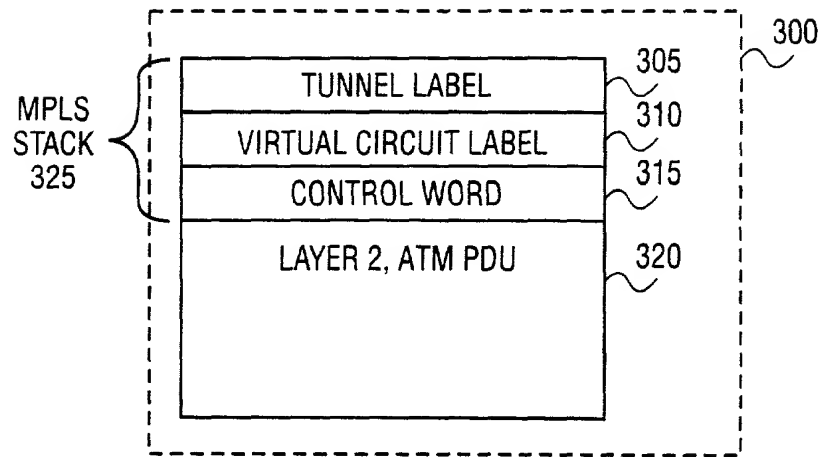 300
305
TUNNEL LABEL
310
MPLS
STACK
325
VIRTUAL CIRCUIT LABEL
315
CONTROL WORD
320
LAYER 2, ATM PDU